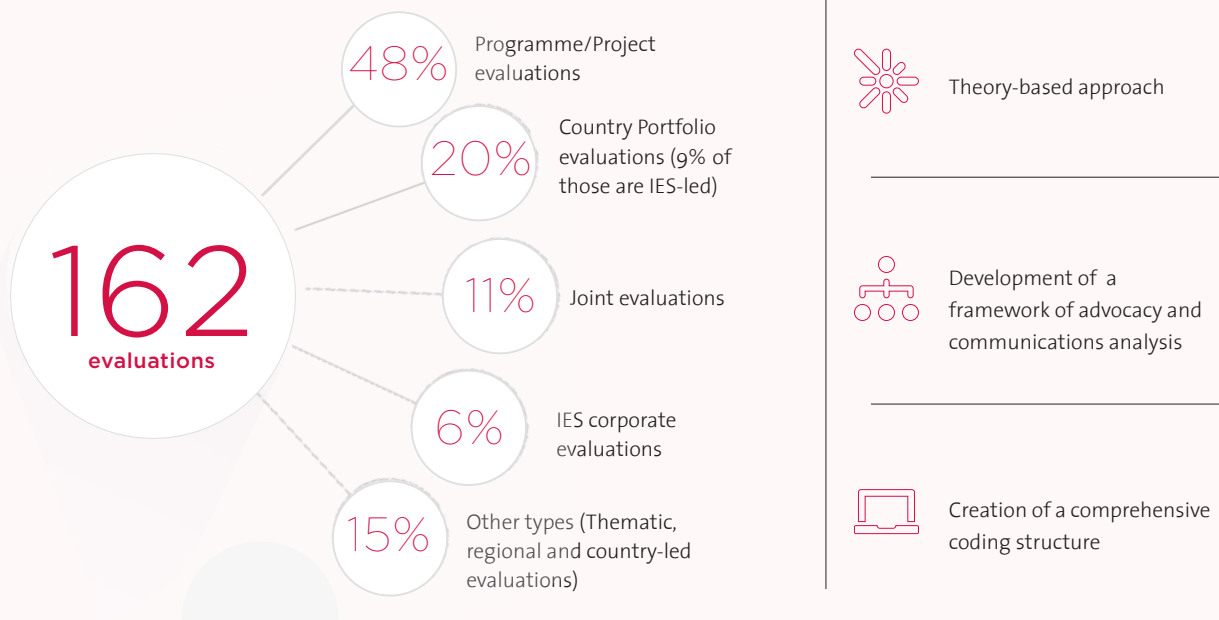 162
evaluations
48%
Programme/Project
evaluations
20%
Country Portfolio
evaluations (9% of
those are IES-led)
11%
Joint evaluations
6%
IES corporate
evaluations
15%
Other types (Thematic,
regional and country-led
evaluations)
Theory-based approach
Development of a
framework of advocacy and
communications analysis
Creation of a comprehensive
coding structure